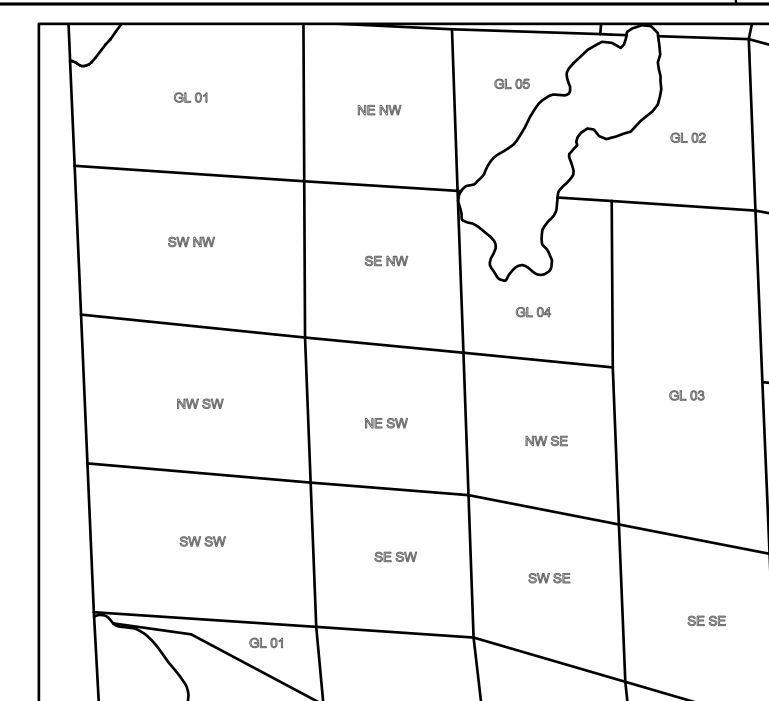 GL 05
GL 01
NE NW
GL 02
SW NW
SE NW
GL 04
GL 03
NW SW
NE SW
NW SE
SW SW
SE SW
SW SE
SE SE
GL 01